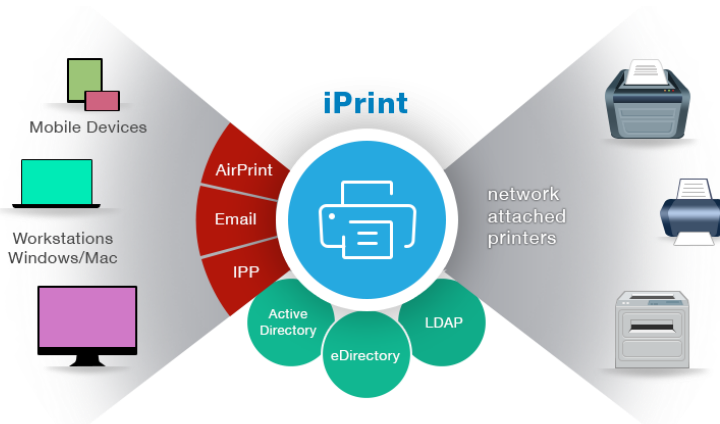 iPrint
Mobile Devices
AirPrint
Email
IPP
Workstations
Windows/Mac
network
attached
printers
Active
Directory
eDirectory
LDAP